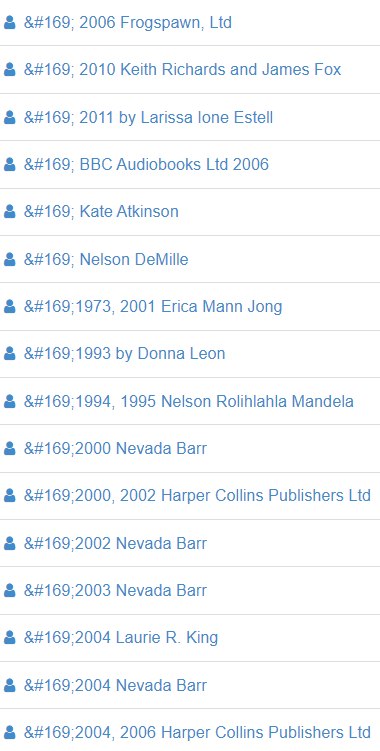 &#169; 2006 Frogspawn, Ltd
&#169; 2010 Keith Richards and James Fox
&#169; 2011 by Larissa Ione Estell
&#169; BBC Audiobooks Ltd 2006
&#169; Kate Atkinson
&#169; Nelson DeMille
&#169;1973, 2001 Erica Mann Jong
&#169;1993 by Donna Leon
&#169;1994, 1995 Nelson Rolihlahla Mandela
&#169;2000 Nevada Barr
&#169;2000, 2002 Harper Collins Publishers Ltd
&#169;2002 Nevada Barr
&#169;2003 Nevada Barr
&#169;2004 Laurie R. King
&#169;2004 Nevada Barr
&#169;2004, 2006 Harper Collins Publishers Ltd